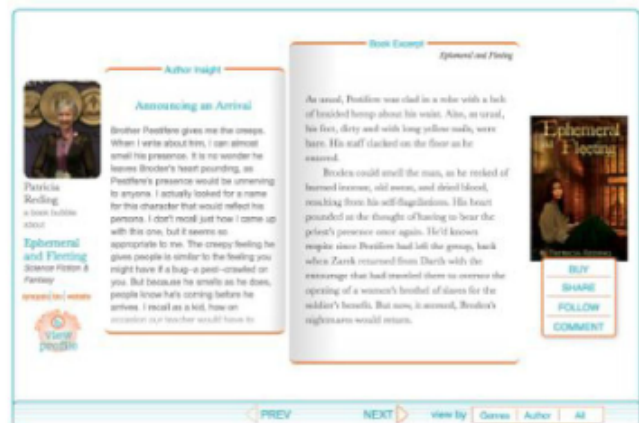 Author Insight
Announcing an Arrival
Brother Pestifere gives me the creeps.
When I write about him, I can almost
smell his presence. It is no wonder he
leaves Broden's heart pounding, as
Pestifere's presence would be unnerving
to anyone. I actually looked for a name
for this character that would reflect his
persona. I don't recall just how I came up
with this one, but it seems so
appropriate to me. The creepy feeling he
gives people is similar to the feeling you
might have if a bug-a pest-crawled on
you. But because he smells as he does,
people know he's coming before he
arrives. I recall as a kid, how on
occasion our teacher would have to
Book Excerpt
Ephemeral and Fleeting
As usual, Pestifere was clad in a robe with a belt
of braided hemp about his waist. Also, as usual,
his feet, dirty and with long yellow nails, were
bare. His staff clacked on the floor as he
entered.
Broden could smell the man, as he reeked of
burned incense, old sweat, and dried blood,
resulting from his self-flagellations. His heart
pounded at the thought of having to bear the
priest's presence once again. He'd known
respite since Pestifere had left the group, back
when Zarek returned from Darth with the
entourage that had traveled there to oversee the
opening of a women's brothel of slaves for the
soldier's benefit. But now, it seemed, Broden's
nightmares would return.
Patricia
Reding
a book bubble
about
Ephemeral
and Fleeting
Science Fiction &
Fantasy
view
profile
Ephemeral
and Fleeting
BUY
SHARE
FOLLOW
COMMENT
PREV
NEXT
view by
Genres
Author
All